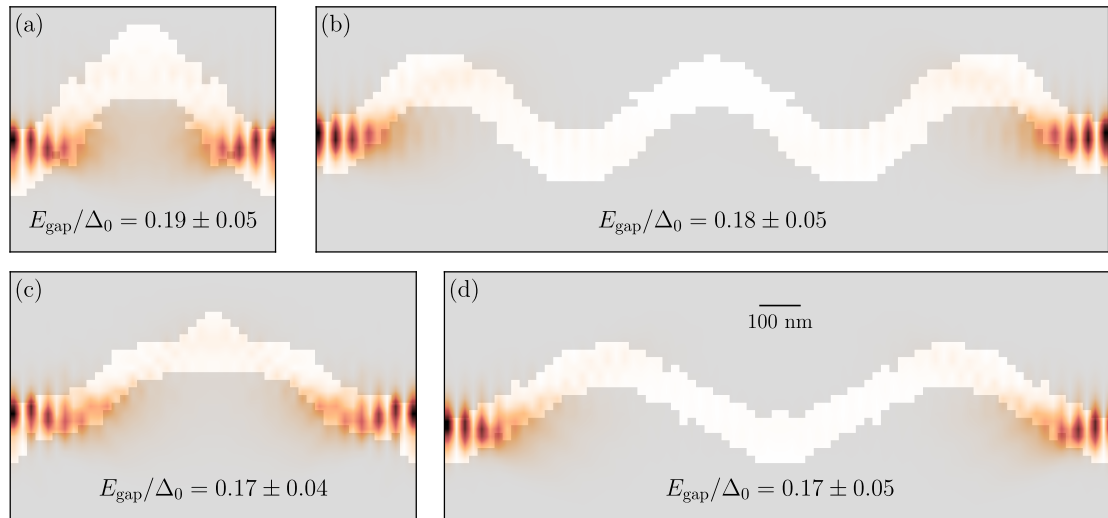 (a)
E_gap/Δ_0 = 0.19 ± 0.05
(b)
E_gap/Δ_0 = 0.18 ± 0.05
(c)
E_gap/Δ_0 = 0.17 ± 0.04
(d)
100 nm
E_gap/Δ_0 = 0.17 ± 0.05